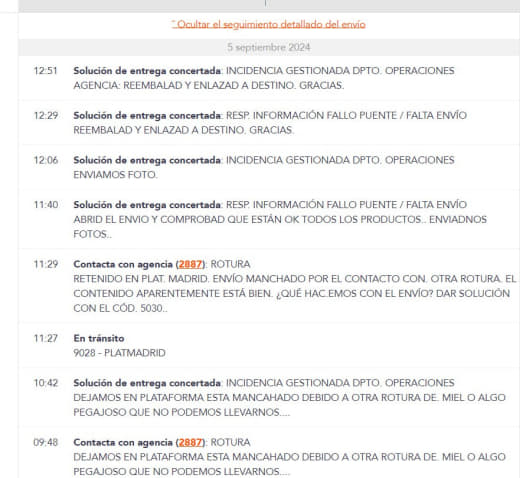 Ocultar el seguimiento detallado del envío
5 septiembre 2024
12:51 Solución de entrega concertada: INCIDENCIA GESTIONADA DPTO. OPERACIONES
AGENCIA: REEMBALAD Y ENLAZAD A DESTINO. GRACIAS.
12:29 Solución de entrega concertada: RESP. INFORMACIÓN FALLO PUENTE / FALTA ENVÍO
REEMBALAD Y ENLAZAD A DESTINO. GRACIAS.
12:06 Solución de entrega concertada: INCIDENCIA GESTIONADA DPTO. OPERACIONES
ENVIAMOS FOTO.
11:40 Solución de entrega concertada: RESP. INFORMACIÓN FALLO PUENTE / FALTA ENVÍO
ABRID EL ENVIO Y COMPROBAD QUE ESTÁN OK TODOS LOS PRODUCTOS.. ENVIADNOS
FOTOS..
11:29 Contacta con agencia (2887): ROTURA
RETENIDO EN PLAT. MADRID. ENVÍO MANCHADO POR EL CONTACTO CON. OTRA ROTURA. EL
CONTENIDO APARENTEMENTE ESTÁ BIEN. ¿QUÉ HAC.EMOS CON EL ENVÍO? DAR SOLUCIÓN
CON EL CÓD. 5030..
11:27 En tránsito
9028 - PLATMADRID
10:42 Solución de entrega concertada: INCIDENCIA GESTIONADA DPTO. OPERACIONES
DEJAMOS EN PLATAFORMA ESTA MANCAHADO DEBIDO A OTRA ROTURA DE. MIEL O ALGO
PEGAJOSO QUE NO PODEMOS LLEVARNOS....
09:48 Contacta con agencia (2887): ROTURA
DEJAMOS EN PLATAFORMA ESTA MANCAHADO DEBIDO A OTRA ROTURA DE. MIEL O ALGO
PEGAJOSO QUE NO PODEMOS LLEVARNOS....